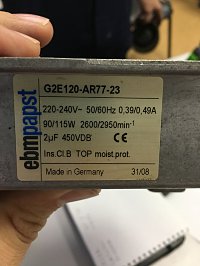 ebmpapst
G2E120-AR77-23
220-240V~ 50/60Hz 0,39/0,49A
90/115W 2600/2950min⁻¹
2µF 450VDB
CE
Ins.Cl.B TOP moist.prot.
Made in Germany 31/08